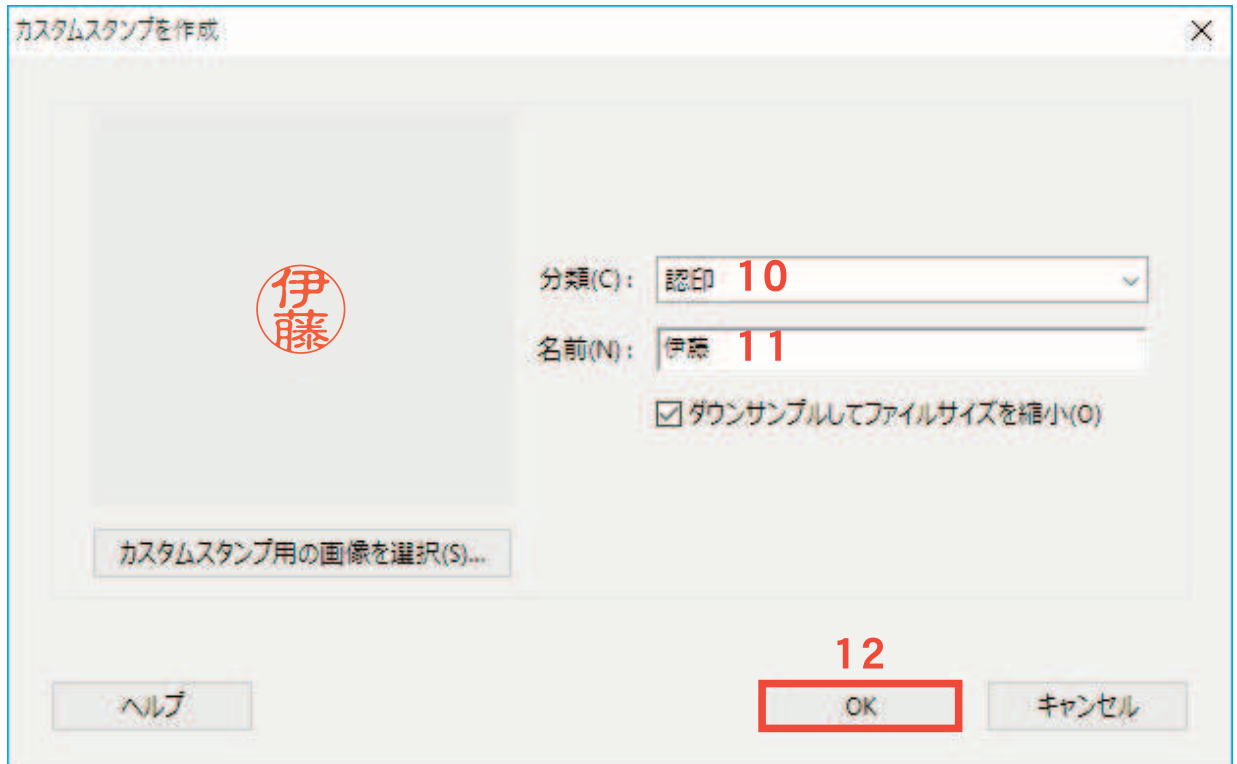 カスタムスタンプを作成
伊
藤
分類(C): 認印 10
名前(N): 伊藤 11
ダウンサンプルしてファイルサイズを縮小(O)
カスタムスタンプ用の画像を選択(S)...
12
ヘルプ OK キャンセル